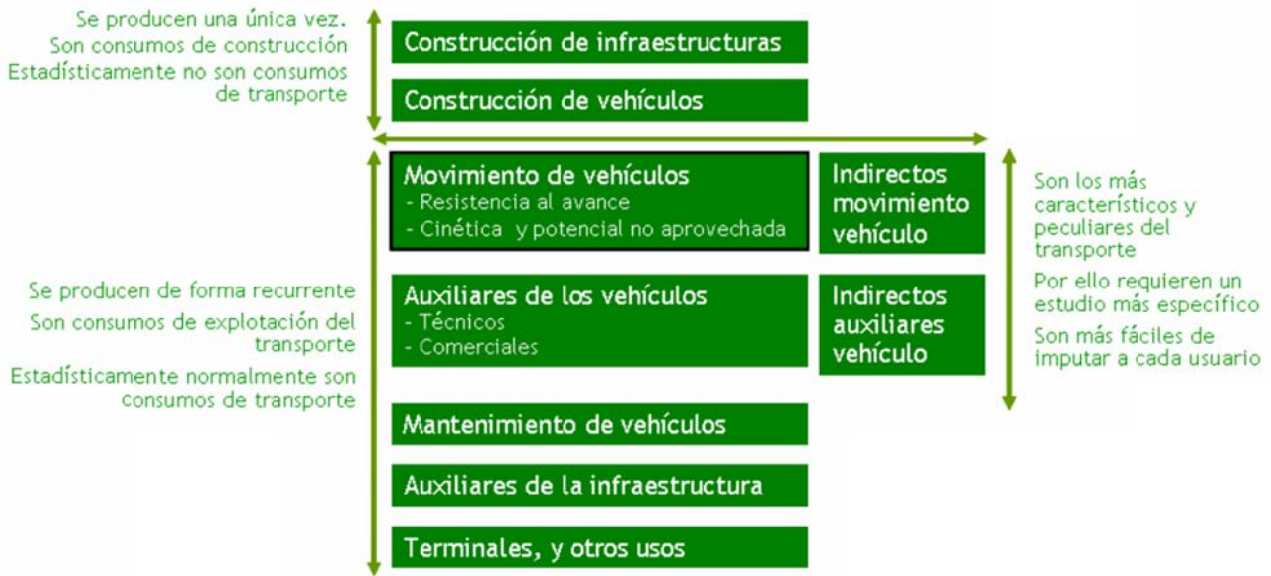 Se producen una única vez.
Son consumos de construcción
Estadísticamente no son consumos
de transporte
Construcción de infraestructuras
Construcción de vehículos
Movimiento de vehículos
- Resistencia al avance
- Cinética y potencial no aprovechada
Indirectos
movimiento
vehículo
Son los más
característicos y
peculiares del
transporte
Por ello requieren un
estudio más específico
Son más fáciles de
imputar a cada usuario
Se producen de forma recurrente
Son consumos de explotación del
transporte
Estadísticamente normalmente son
consumos de transporte
Auxiliares de los vehículos
- Técnicos
- Comerciales
Indirectos
auxiliares
vehículo
Mantenimiento de vehículos
Auxiliares de la infraestructura
Terminales, y otros usos